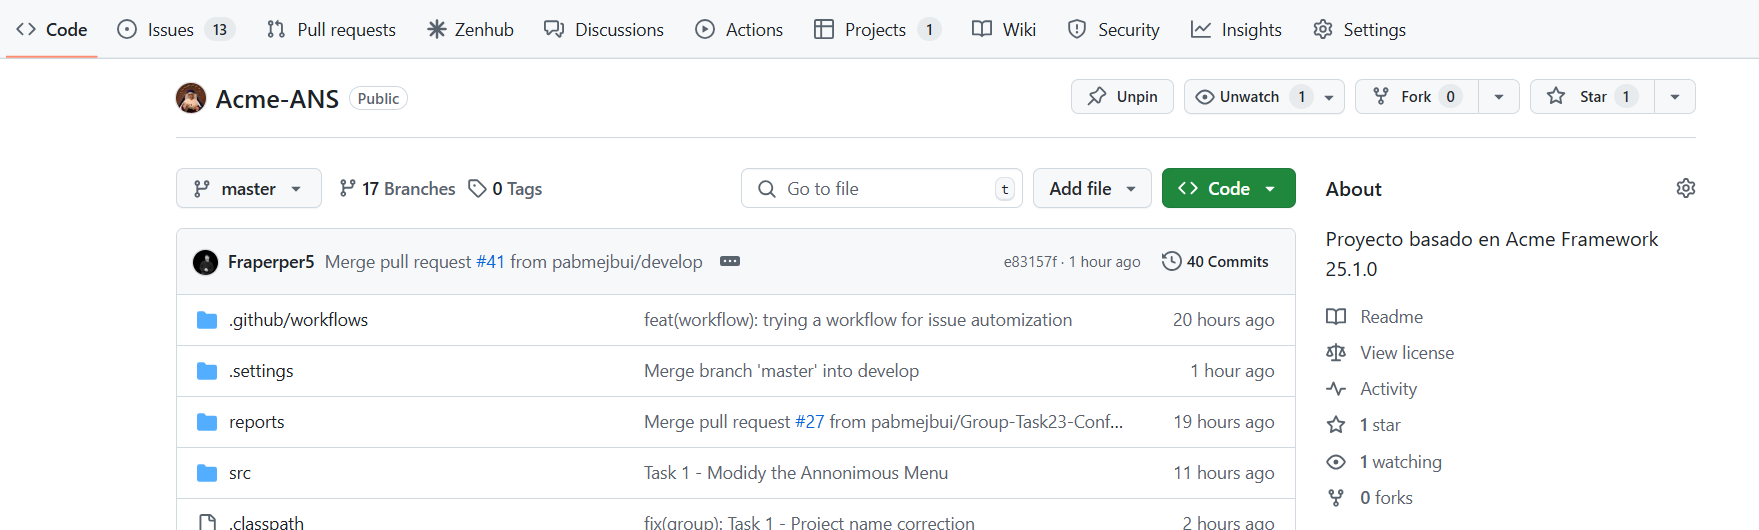 Code Issues 13 Pull requests Zenhub Discussions Actions Projects 1 Wiki Security Insights Settings
Acme-ANS Public Unpin Unwatch 1 Fork 0 Star 1
master 17 Branches 0 Tags Go to file t Add file Code
Fraperper5 Merge pull request #41 from pabmejbui/develop e83157f · 1 hour ago 40 Commits
.github/workflows feat(workflow): trying a workflow for issue automization 20 hours ago
.settings Merge branch 'master' into develop 1 hour ago
reports Merge pull request #27 from pabmejbui/Group-Task23-Conf... 19 hours ago
src Task 1 - Modidy the Annonimous Menu 11 hours ago
.classpath fix(group): Task 1 - Project name correction 2 hours ago
About
Proyecto basado en Acme Framework
25.1.0
Readme
View license
Activity
1 star
1 watching
0 forks